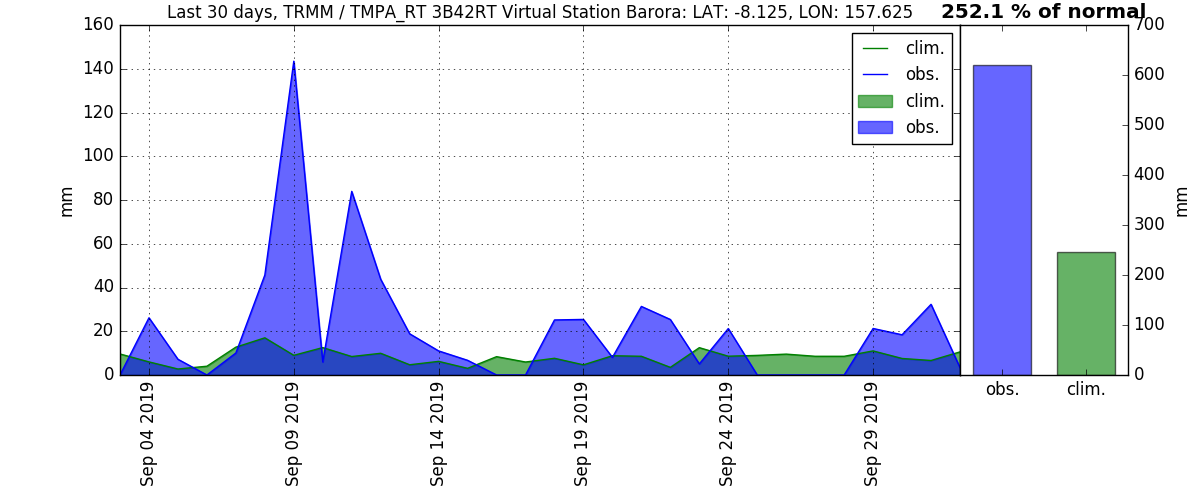 Last 30 days, TRMM / TMPA_RT 3B42RT Virtual Station Barora: LAT: -8.125, LON: 157.625
252.1 % of normal
160
140
120
100
80
60
40
20
0
mm
clim.
obs.
clim.
obs.
700
600
500
400
300
200
100
0
mm
Sep 04 2019
Sep 09 2019
Sep 14 2019
Sep 19 2019
Sep 24 2019
Sep 29 2019
obs.
clim.